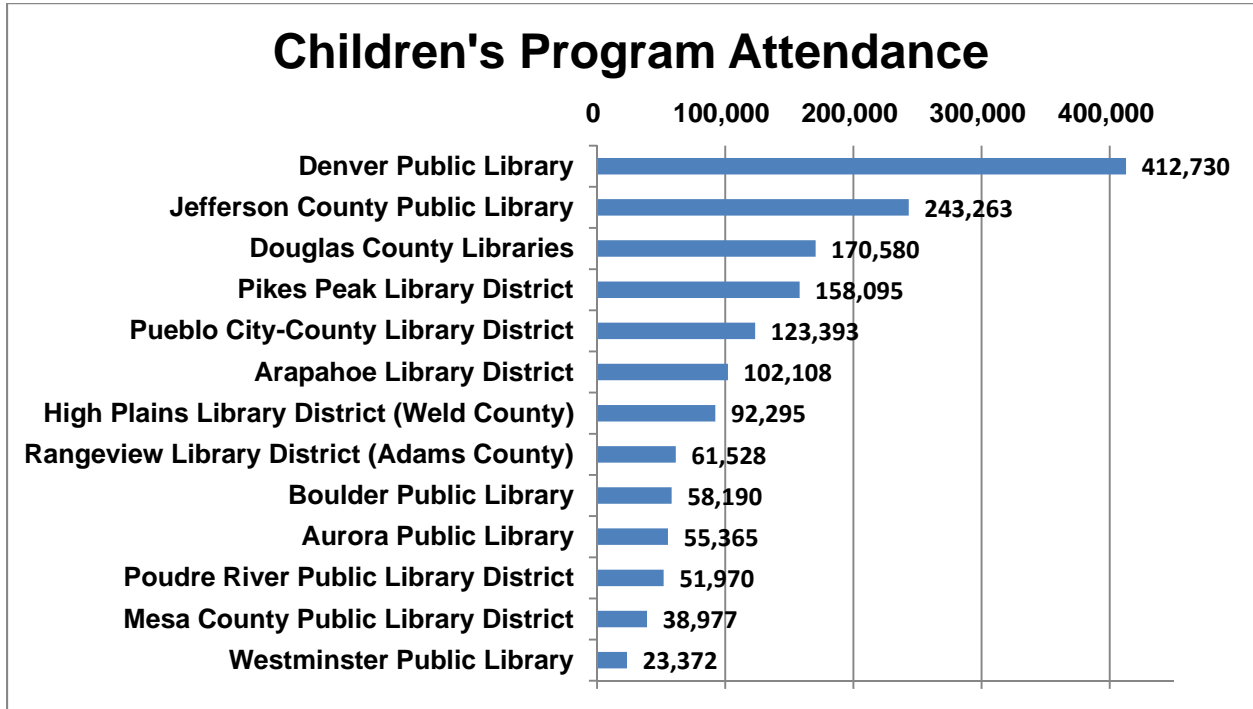 Children's Program Attendance
0 100,000 200,000 300,000 400,000
Denver Public Library 412,730
Jefferson County Public Library 243,263
Douglas County Libraries 170,580
Pikes Peak Library District 158,095
Pueblo City-County Library District 123,393
Arapahoe Library District 102,108
High Plains Library District (Weld County) 92,295
Rangeview Library District (Adams County) 61,528
Boulder Public Library 58,190
Aurora Public Library 55,365
Poudre River Public Library District 51,970
Mesa County Public Library District 38,977
Westminster Public Library 23,372